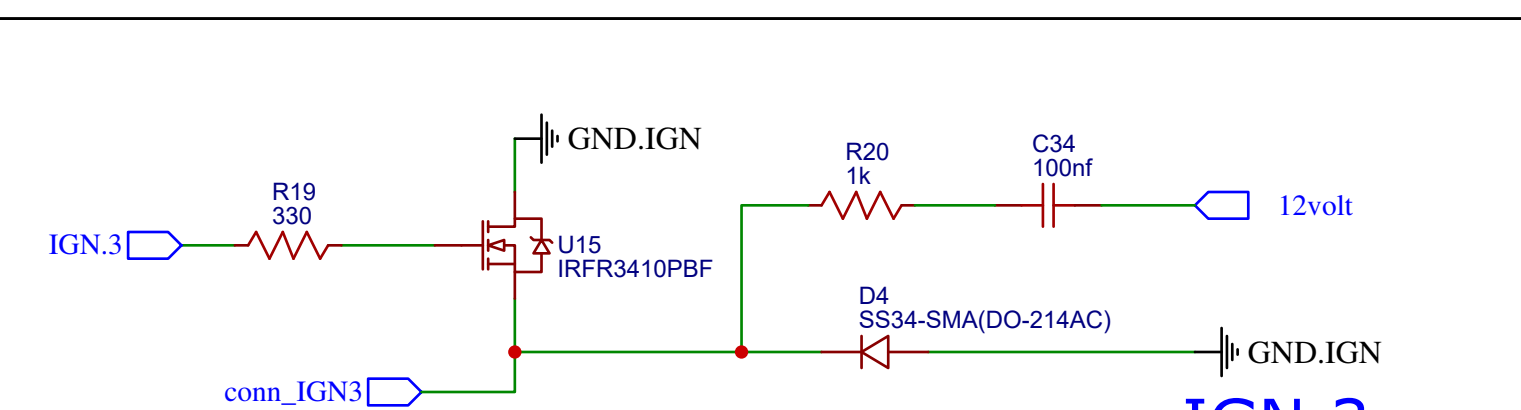 GND.IGN
C34
100nf
R20
1k
R19
330
12volt
IGN.3
U15
IRFR3410PBF
D4
SS34-SMA(DO-214AC)
GND.IGN
conn_IGN3